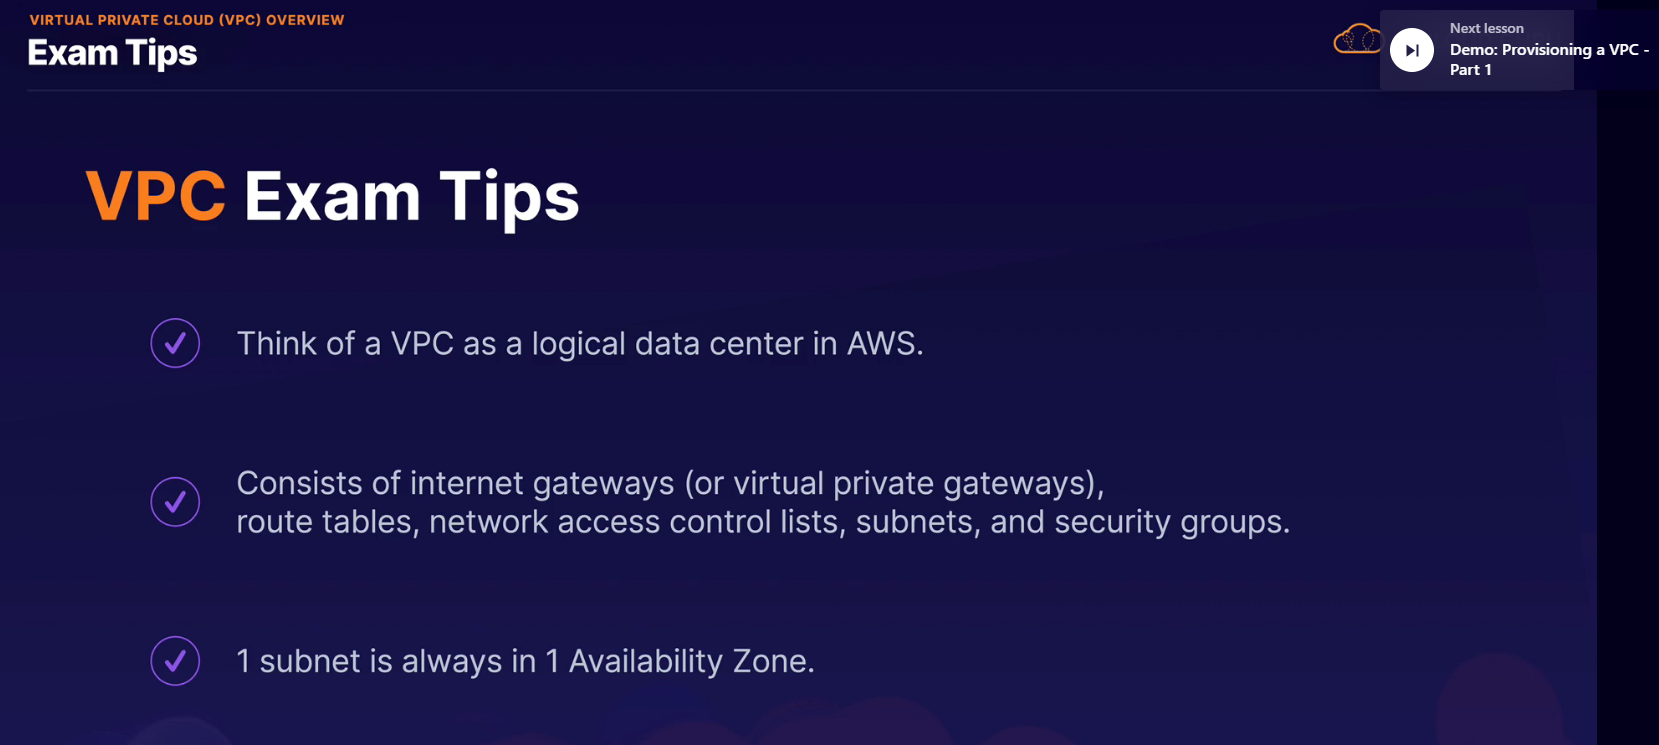 VIRTUAL PRIVATE CLOUD (VPC) OVERVIEW
Exam Tips
Next lesson
Demo: Provisioning a VPC -
Part 1
VPC Exam Tips
Think of a VPC as a logical data center in AWS.
Consists of internet gateways (or virtual private gateways),
route tables, network access control lists, subnets, and security groups.
1 subnet is always in 1 Availability Zone.